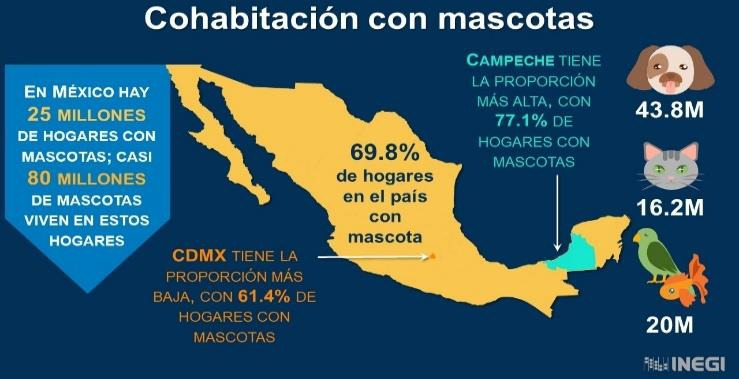 Cohabitación con mascotas
EN MÉXICO HAY
25 MILLONES
DE HOGARES CON
MASCOTAS; CASI
80 MILLONES
DE MASCOTAS
VIVEN EN ESTOS
HOGARES
69.8%
de hogares
en el país
con
mascota
CDMX TIENE LA
PROPORCIÓN MÁS
BAJA, CON 61.4% DE
HOGARES CON
MASCOTAS
CAMPECHE TIENE
LA PROPORCIÓN
MÁS ALTA, CON
77.1% DE
HOGARES CON
MASCOTAS
43.8M
16.2M
20M
INEGI